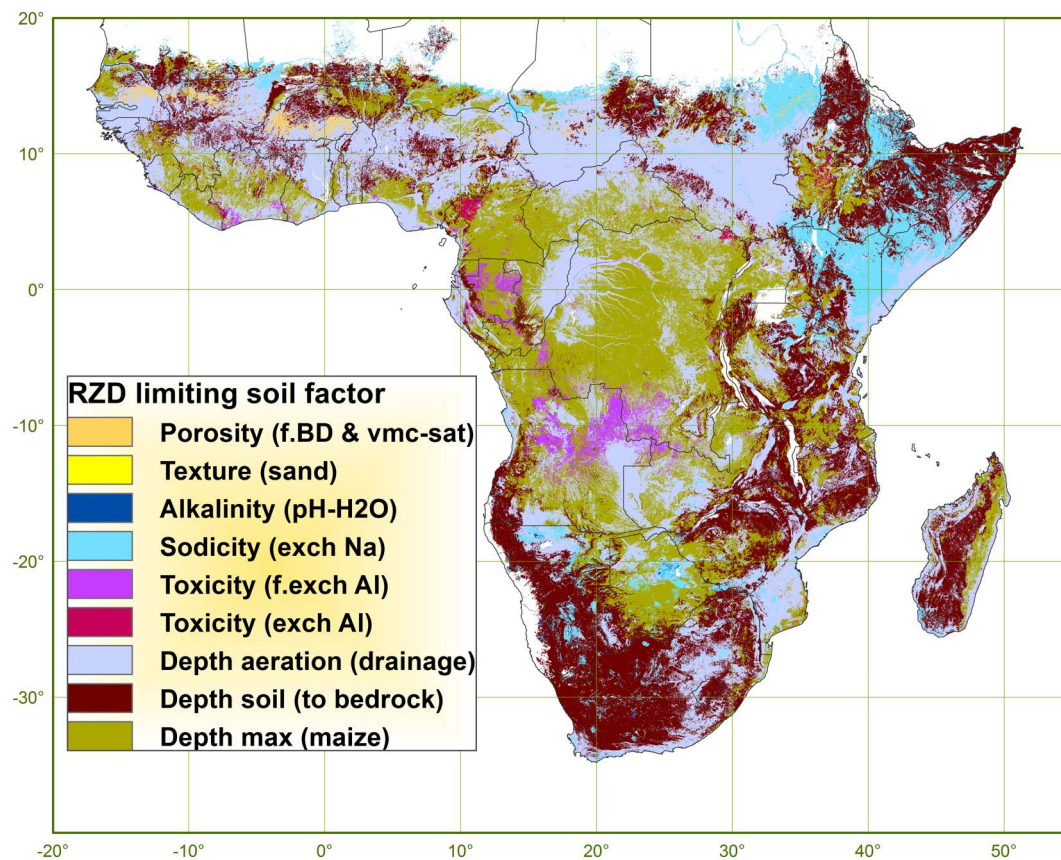 20°
10°
0°
-10°
-20°
-30°
RZD limiting soil factor
Porosity (f.BD & vmc-sat)
Texture (sand)
Alkalinity (pH-H2O)
Sodicity (exch Na)
Toxicity (f.exch Al)
Toxicity (exch Al)
Depth aeration (drainage)
Depth soil (to bedrock)
Depth max (maize)
-20° -10° 0° 10° 20° 30° 40° 50°